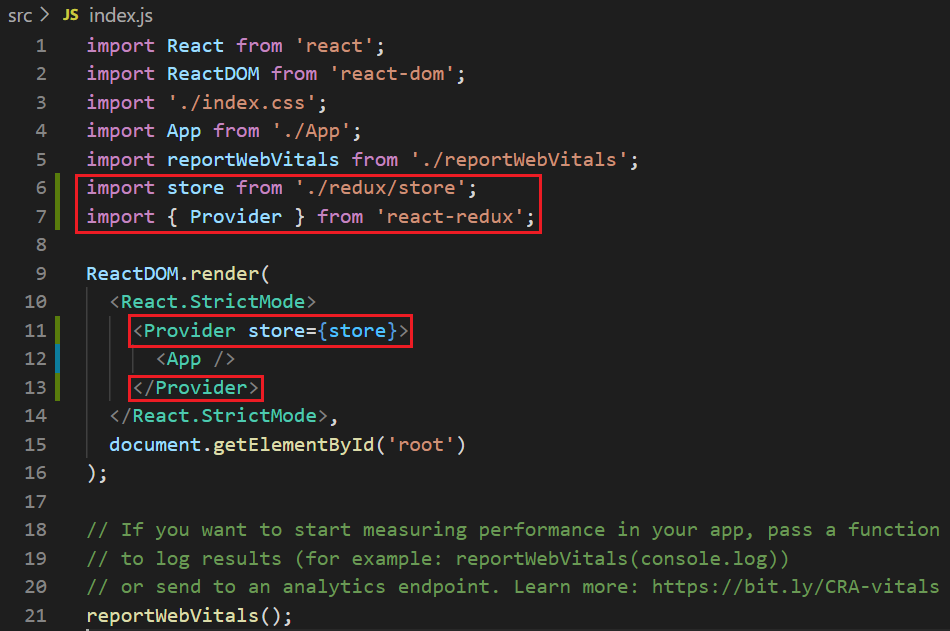 src > JS index.js
1 import React from 'react';
2 import ReactDOM from 'react-dom';
3 import './index.css';
4 import App from './App';
5 import reportWebVitals from './reportWebVitals';
6 import store from './redux/store';
7 import { Provider } from 'react-redux';
8
9 ReactDOM.render(
10   <React.StrictMode>
11     <Provider store={store}>
12       <App />
13     </Provider>
14   </React.StrictMode>,
15   document.getElementById('root')
16 );
17
18 // If you want to start measuring performance in your app, pass a function
19 // to log results (for example: reportWebVitals(console.log))
20 // or send to an analytics endpoint. Learn more: https://bit.ly/CRA-vitals
21 reportWebVitals();